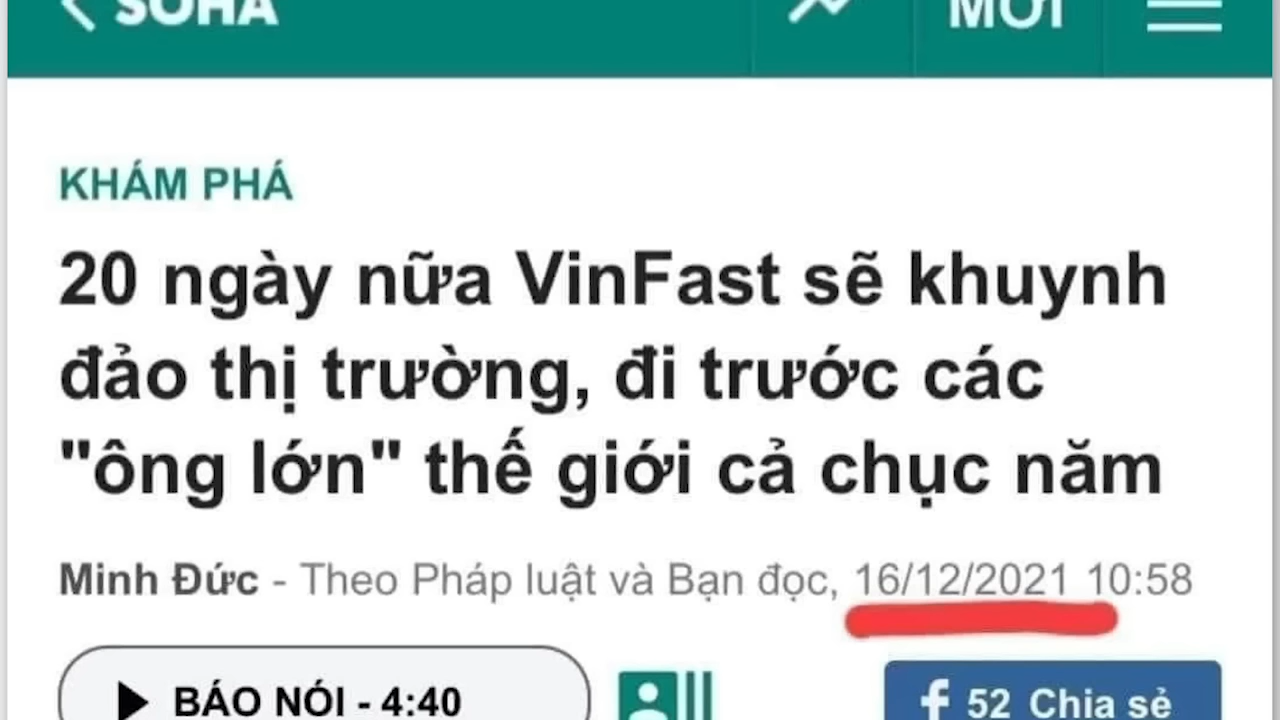 SOHA
MỚI
KHÁM PHÁ
20 ngày nữa VinFast sẽ khuynh
đảo thị trường, đi trước các
"ông lớn" thế giới cả chục năm
Minh Đức - Theo Pháp luật và Bạn đọc, 16/12/2021 10:58
BÁO NÓI - 4:40
f 52 Chia sẻ